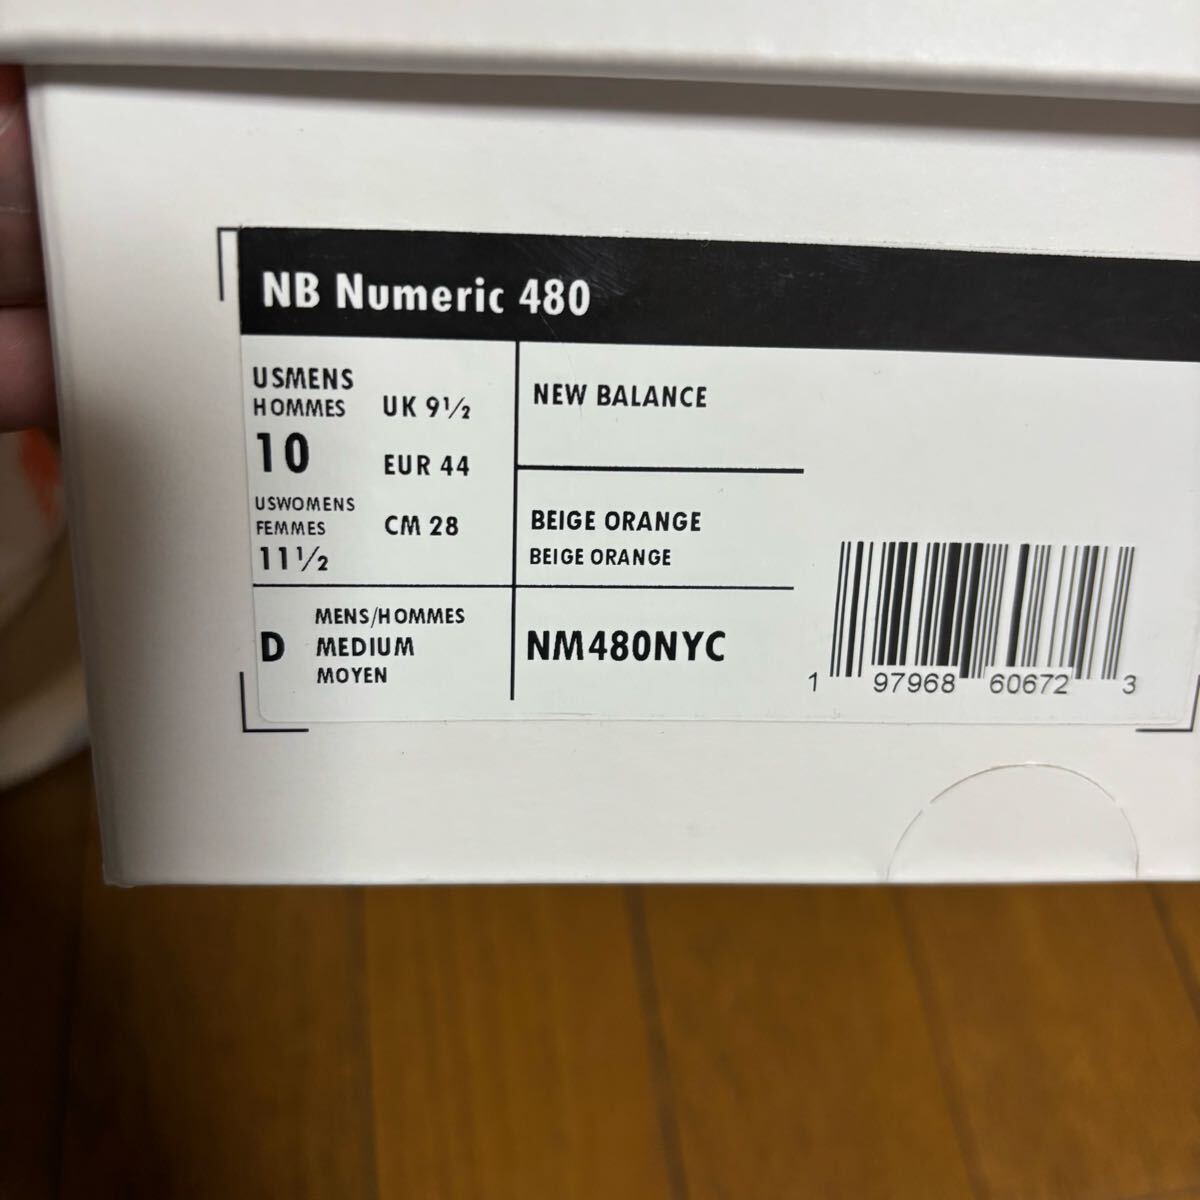 NB Numeric 480
USMENS
HOMMES
10
USWOMENS
FEMMES
11½
UK 9½
EUR 44
CM 28
NEW BALANCE
BEIGE ORANGE
BEIGE ORANGE
D
MENS/HOMMES
MEDIUM
MOYEN
NM480NYC
1 97968 60672 3